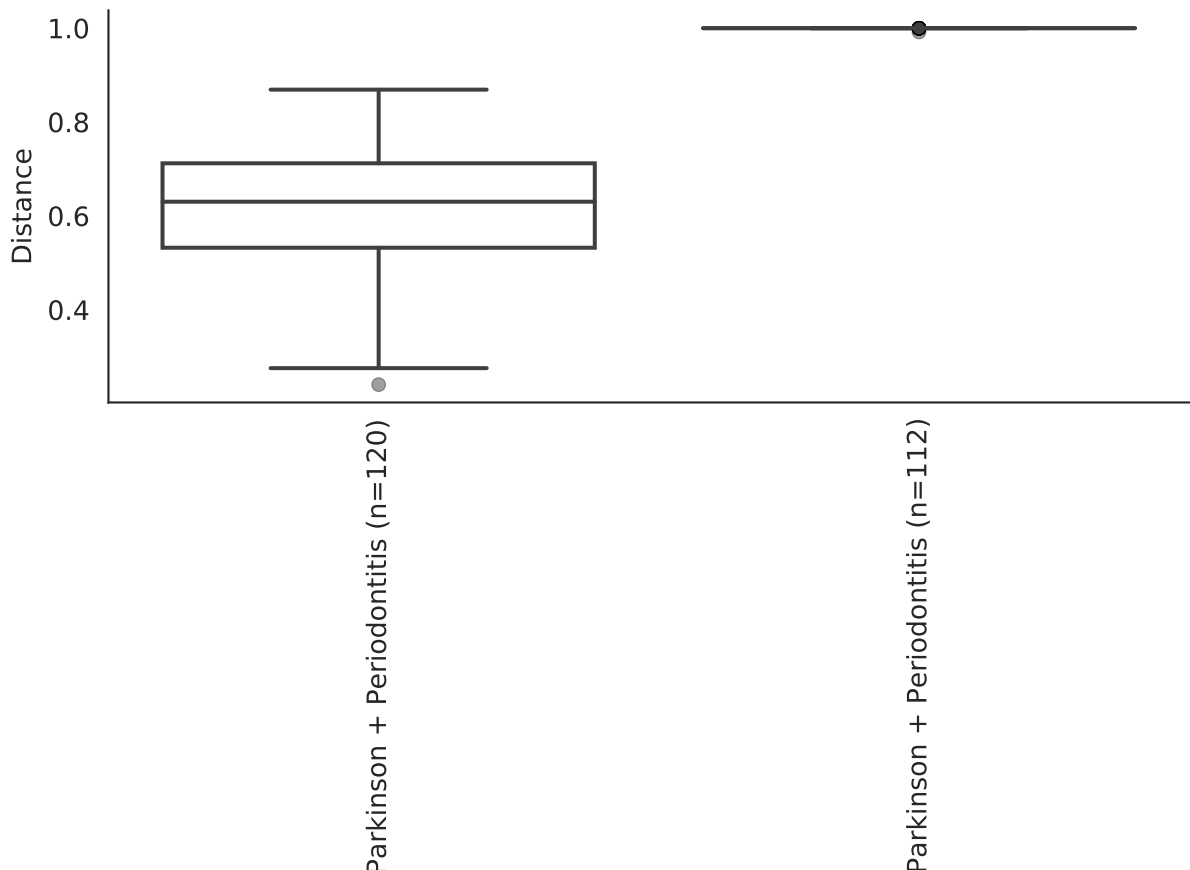 1.0
0.8
0.6
0.4
Distance
Parkinson + Periodontitis (n=120)
Parkinson + Periodontitis (n=112)